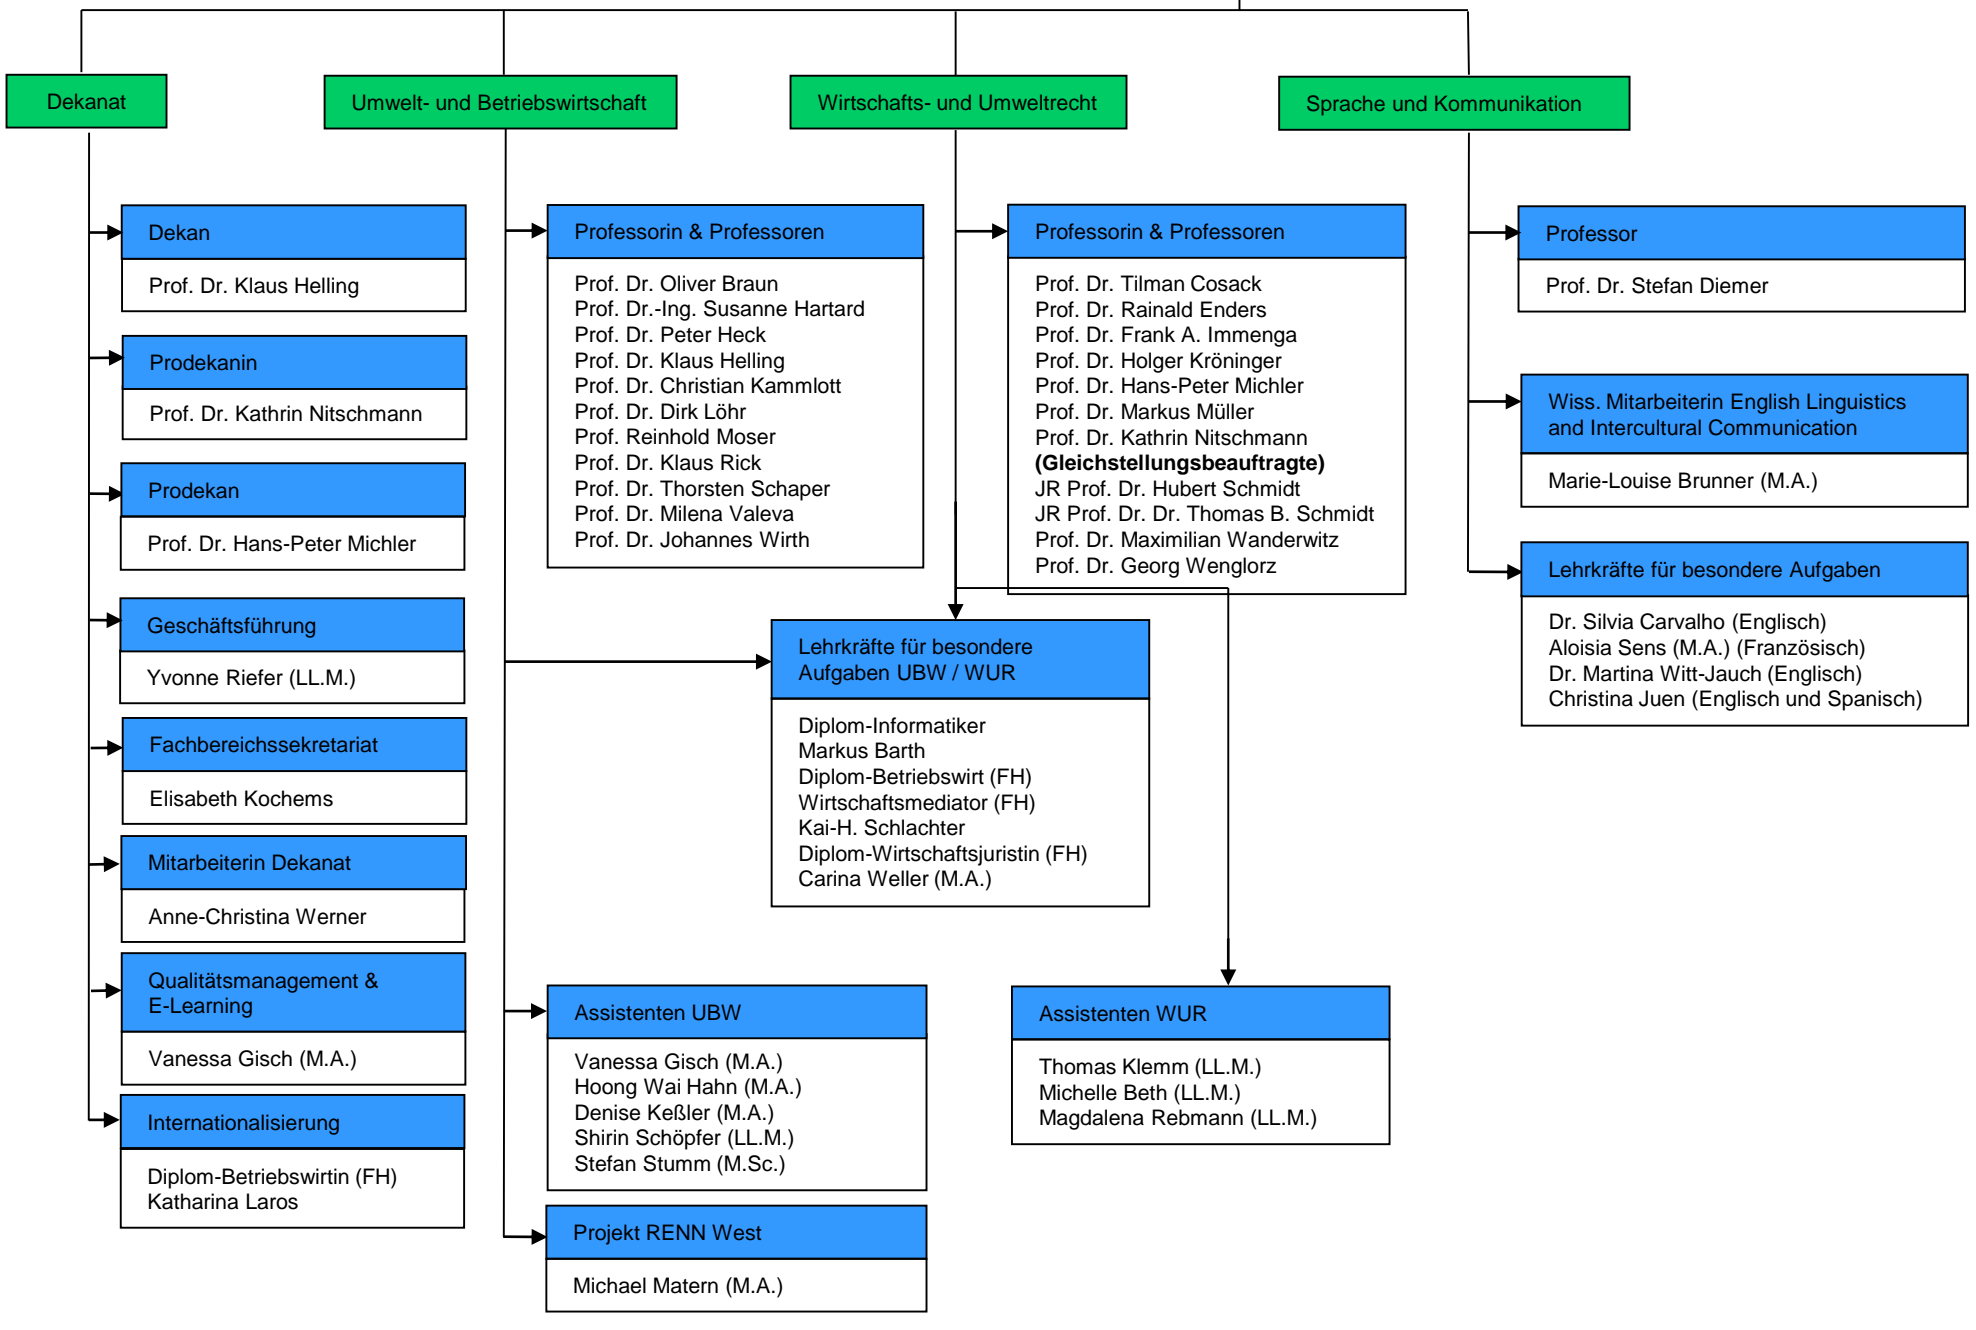 Dekanat
Umwelt- und Betriebswirtschaft
Wirtschafts- und Umweltrecht
Sprache und Kommunikation
Dekan
Prof. Dr. Klaus Helling
Prodekanin
Prof. Dr. Kathrin Nitschmann
Prodekan
Prof. Dr. Hans-Peter Michler
Geschäftsführung
Yvonne Riefer (LL.M.)
Fachbereichssekretariat
Elisabeth Kochems
Mitarbeiterin Dekanat
Anne-Christina Werner
Qualitätsmanagement &
E-Learning
Vanessa Gisch (M.A.)
Internationalisierung
Diplom-Betriebswirtin (FH)
Katharina Laros
Professorin & Professoren
Prof. Dr. Oliver Braun
Prof. Dr.-Ing. Susanne Hartard
Prof. Dr. Peter Heck
Prof. Dr. Klaus Helling
Prof. Dr. Christian Kammlott
Prof. Dr. Dirk Löhr
Prof. Reinhold Moser
Prof. Dr. Klaus Rick
Prof. Dr. Thorsten Schaper
Prof. Dr. Milena Valeva
Prof. Dr. Johannes Wirth
Lehrkräfte für besondere
Aufgaben UBW / WUR
Diplom-Informatiker
Markus Barth
Diplom-Betriebswirt (FH)
Wirtschaftsmediator (FH)
Kai-H. Schlachter
Diplom-Wirtschaftsjuristin (FH)
Carina Weller (M.A.)
Assistenten UBW
Vanessa Gisch (M.A.)
Hoong Wai Hahn (M.A.)
Denise Keßler (M.A.)
Shirin Schöpfer (LL.M.)
Stefan Stumm (M.Sc.)
Projekt RENN West
Michael Matern (M.A.)
Professorin & Professoren
Prof. Dr. Tilman Cosack
Prof. Dr. Rainald Enders
Prof. Dr. Frank A. Immenga
Prof. Dr. Holger Kröninger
Prof. Dr. Hans-Peter Michler
Prof. Dr. Markus Müller
Prof. Dr. Kathrin Nitschmann
(Gleichstellungsbeauftragte)
JR Prof. Dr. Hubert Schmidt
JR Prof. Dr. Dr. Thomas B. Schmidt
Prof. Dr. Maximilian Wanderwitz
Prof. Dr. Georg Wenglorz
Assistenten WUR
Thomas Klemm (LL.M.)
Michelle Beth (LL.M.)
Magdalena Rebmann (LL.M.)
Professor
Prof. Dr. Stefan Diemer
Wiss. Mitarbeiterin English Linguistics
and Intercultural Communication
Marie-Louise Brunner (M.A.)
Lehrkräfte für besondere Aufgaben
Dr. Silvia Carvalho (Englisch)
Aloisia Sens (M.A.) (Französisch)
Dr. Martina Witt-Jauch (Englisch)
Christina Juen (Englisch und Spanisch)